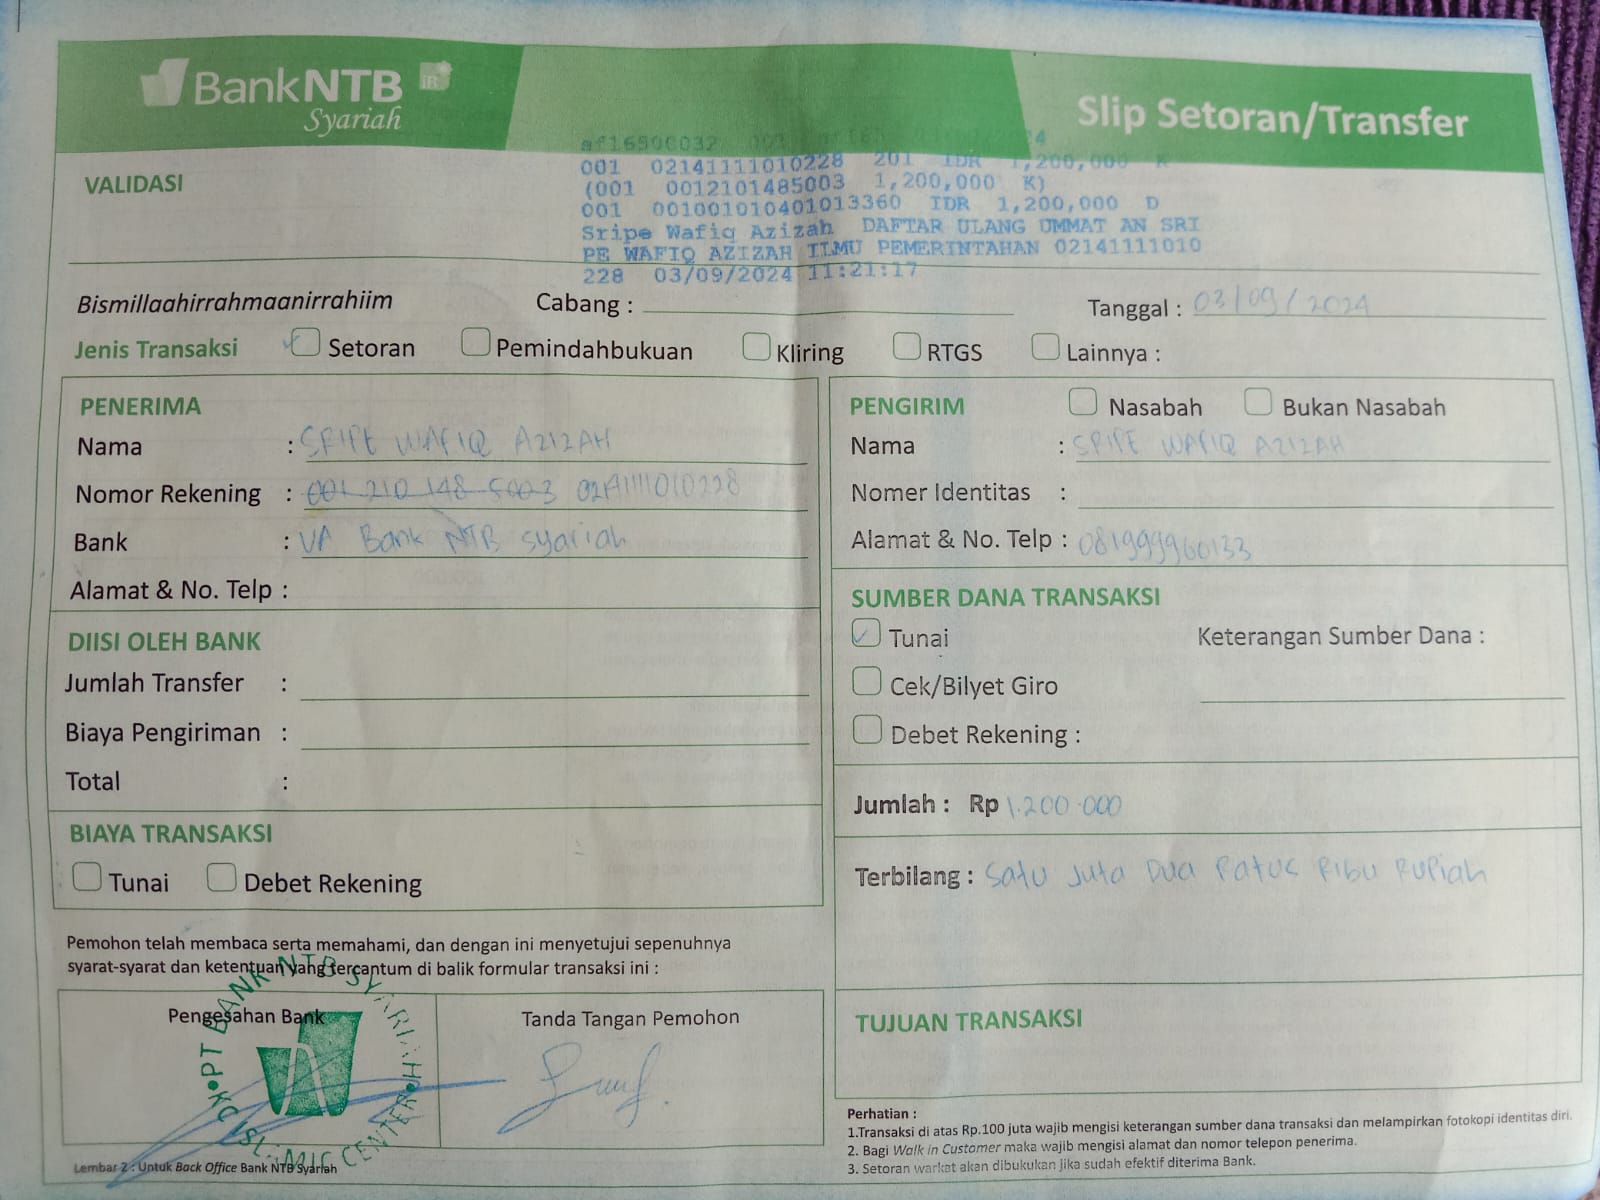 BankNTB
Syariah
Slip Setoran/Transfer
af16500032
001 02141111010228 201 IDR 1,200,000 K
(001 0012101485003 1,200,000 K)
001 001001010401013360 IDR 1,200,000 D
Sripe Wafiq Azizah DAFTAR ULANG UMMAT AN SRI
PE WAFIQ AZIZAH ILMU PEMERINTAHAN 02141111010
228 03/09/2024 11:21:17
VALIDASI
Bismillaahirrahmaanirrahiim Cabang : Tanggal : 03/09/2024
Jenis Transaksi Setoran Pemindahbukuan Kliring RTGS Lainnya :
PENERIMA
Nama : SRIPE WAFIQ AZIZAH
Nomor Rekening : 001 210 148 5003 02141111010228
Bank : VA Bank NTB Syariah
Alamat & No. Telp :
DIISI OLEH BANK
Jumlah Transfer :
Biaya Pengiriman :
Total :
BIAYA TRANSAKSI
Tunai Debet Rekening
PENGIRIM Nasabah Bukan Nasabah
Nama : SRIPE WAFIQ AZIZAH
Nomer Identitas :
Alamat & No. Telp : 081999960133
SUMBER DANA TRANSAKSI
Tunai Keterangan Sumber Dana :
Cek/Bilyet Giro
Debet Rekening :
Jumlah : Rp 1.200.000
Terbilang : Satu Juta Dua Ratus Ribu Rupiah
Pemohon telah membaca serta memahami, dan dengan ini menyetujui sepenuhnya
syarat-syarat dan ketentuan yang tercantum di balik formular transaksi ini :
Pengesahan Bank
Tanda Tangan Pemohon
PT BANK NTB SYARIAH
KC ISLAMIC CENTER
TUJUAN TRANSAKSI
Perhatian :
1.Transaksi di atas Rp.100 juta wajib mengisi keterangan sumber dana transaksi dan melampirkan fotokopi identitas diri.
2. Bagi Walk in Customer maka wajib mengisi alamat dan nomor telepon penerima.
3. Setoran warkat akan dibukukan jika sudah efektif diterima Bank.
Lembar 2 : Untuk Back Office Bank NTB Syariah